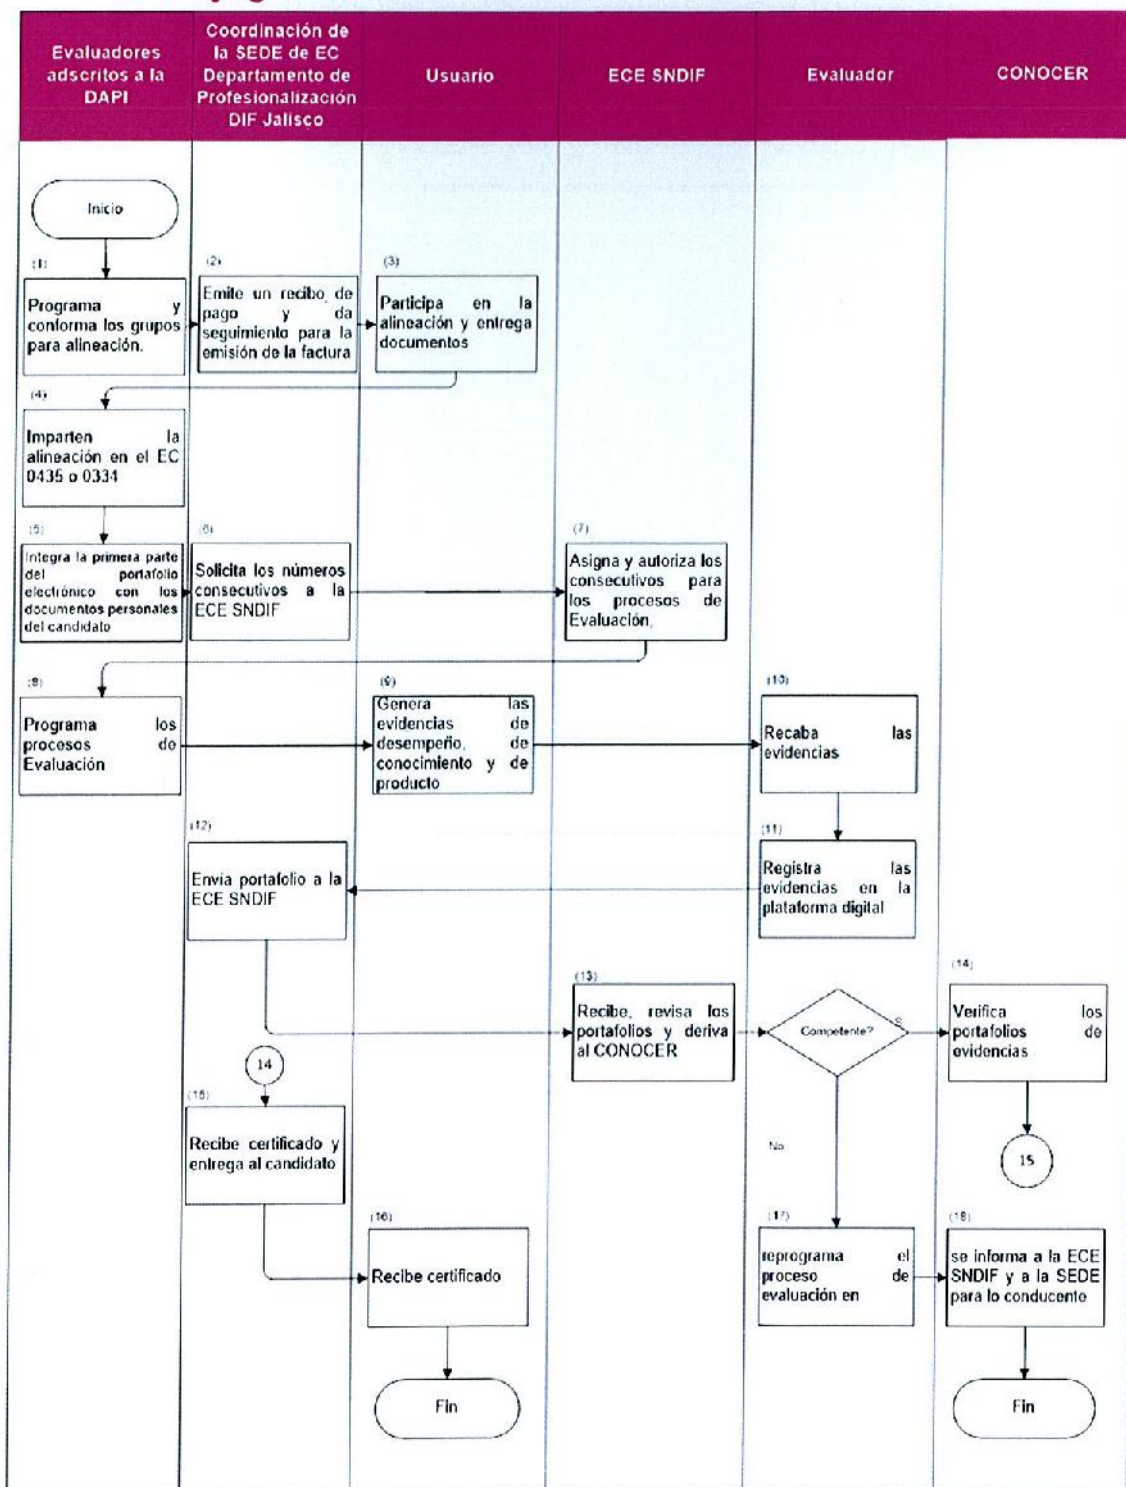 Evaluadores
adscritos a la
DAPI
Coordinación de
la SEDE de EC
Departamento de
Profesionalización
DIF Jalisco
Usuario
ECE SNDIF
Evaluador
CONOCER
Inicio
(1)
Programa y
conforma los grupos
para alineación.
(2)
Emite un recibo de
pago y da
seguimiento para la
emisión de la factura
(3)
Participa en la
alineación y entrega
documentos
(4)
Imparten la
alineación en el EC
0435 o 0334
(5)
Integra la primera parte
del portafolio
electrónico con los
documentos personales
del candidato
(6)
Solicita los números
consecutivos a la
ECE SNDIF
(7)
Asigna y autoriza los
consecutivos para
los procesos de
Evaluación.
(8)
Programa los
procesos de
Evaluación
(9)
Genera las
evidencias de
desempeño, de
conocimiento y de
producto
(10)
Recaba las
evidencias
(11)
Registra las
evidencias en la
plataforma digital
(12)
Envia portafolio a la
ECE SNDIF
(13)
Recibe, revisa los
portafolios y deriva
al CONOCER
Competente?
No
(14)
Verifica los
portafolios de
evidencias
15
14
(15)
Recibe certificado y
entrega al candidato
(16)
Recibe certificado
Fin
(17)
reprograma el
proceso de
evaluación en
(18)
se informa a la ECE
SNDIF y a la SEDE
para lo conducente
Fin